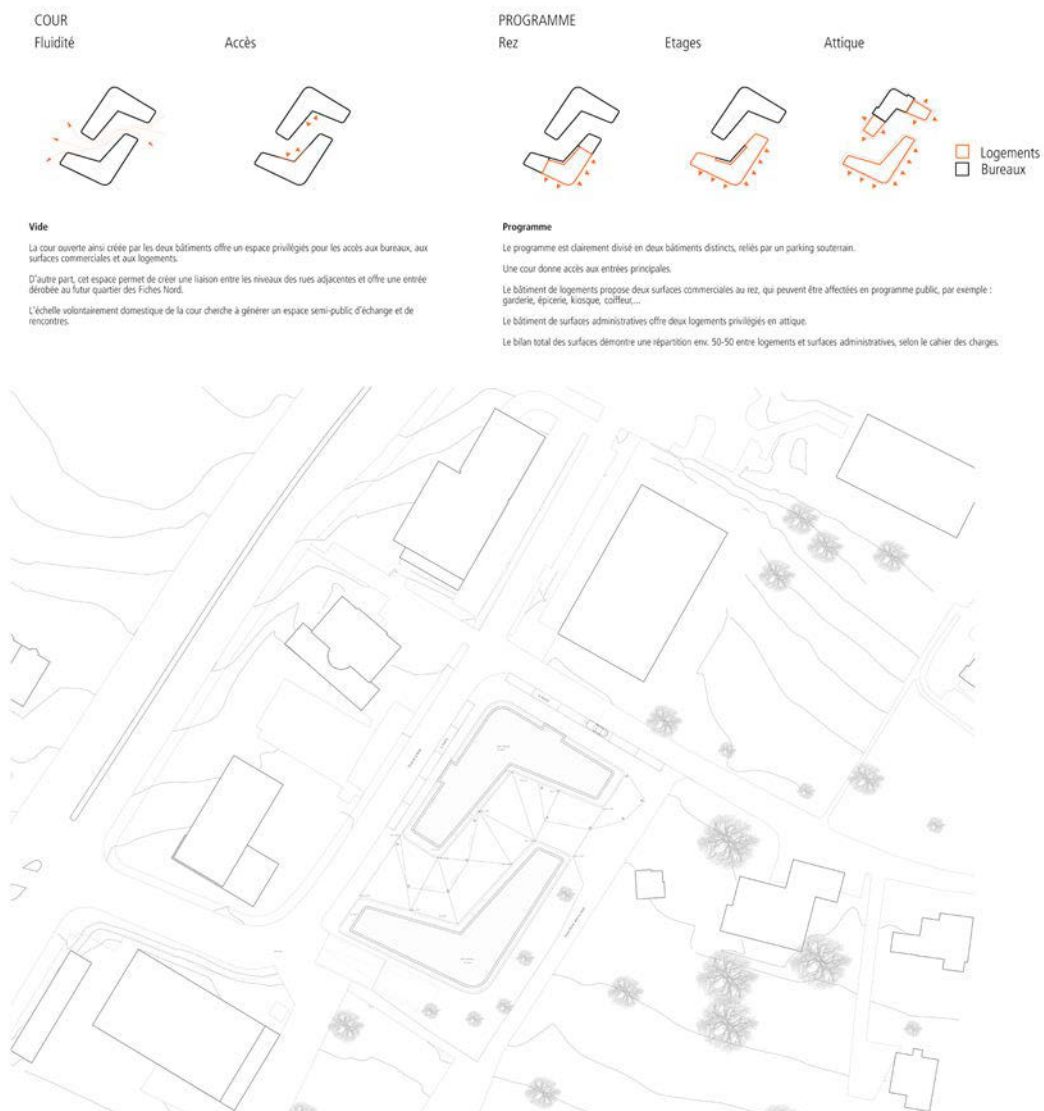 COUR
Fluidité
Accès
PROGRAMME
Rez
Etages
Attique
Logements
Bureaux
Vide
La cour ouverte ainsi créée par les deux bâtiments offre un espace privilégiés pour les accès aux bureaux, aux
surfaces commerciales et aux logements.
D'autre part, cet espace permet de créer une liaison entre les niveaux des rues adjacentes et offre une entrée
dérobée au futur quartier des Fiches Nord.
L'échelle volontairement domestique de la cour cherche à générer un espace semi-public d'échange et de
rencontres.
Programme
Le programme est clairement divisé en deux bâtiments distincts, reliés par un parking souterrain.
Une cour donne accès aux entrées principales.
Le bâtiment de logements propose deux surfaces commerciales au rez, qui peuvent être affectées en programme public, par exemple :
garderie, épicerie, kiosque, coiffeur,...
Le bâtiment de surfaces administratives offre deux logements privilégiés en attique.
Le bilan total des surfaces démontre une répartition env. 50-50 entre logements et surfaces administratives, selon le cahier des charges.